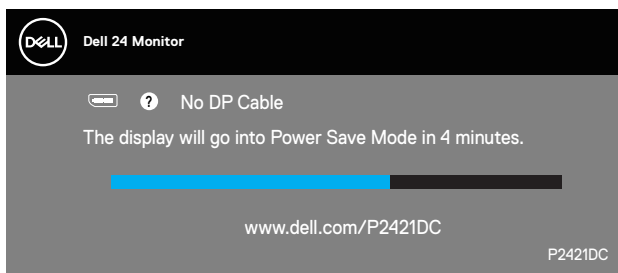 DELL
Dell 24 Monitor
? No DP Cable
The display will go into Power Save Mode in 4 minutes.
www.dell.com/P2421DC
P2421DC